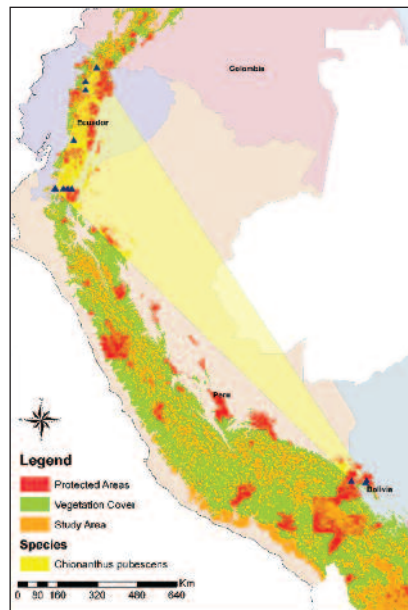 Colombia
Ecuador
Peru
Bolivia
Legend
Protected Areas
Vegetation Cover
Study Area
Species
Chionanthus pubescens
0 80 160 320 480 640 Km